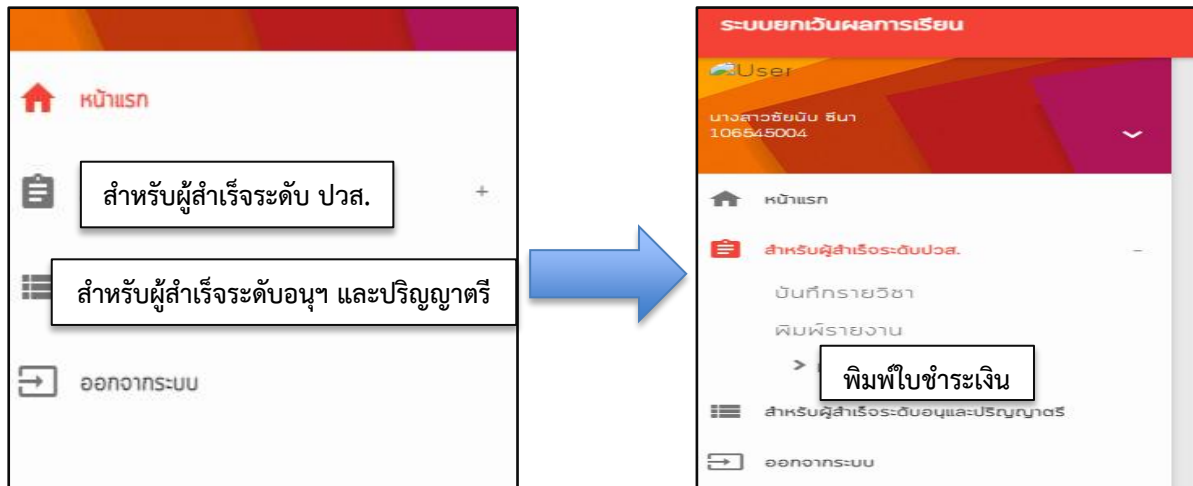 หน้าแรก
สำหรับผู้สำเร็จระดับ ปวส.
+
สำหรับผู้สำเร็จระดับอนุฯ และปริญญาตรี
ออกจากระบบ
ระบบยกเว้นผลการเรียน
User
นางสาวซัยนับ ชีนา
106545004
หน้าแรก
สำหรับผู้สำเร็จระดับปวส.
-
บันทึกรายวิชา
พิมพ์รายงาน
พิมพ์ใบชำระเงิน
สำหรับผู้สำเร็จระดับอนุและปริญญาตรี
ออกจากระบบ